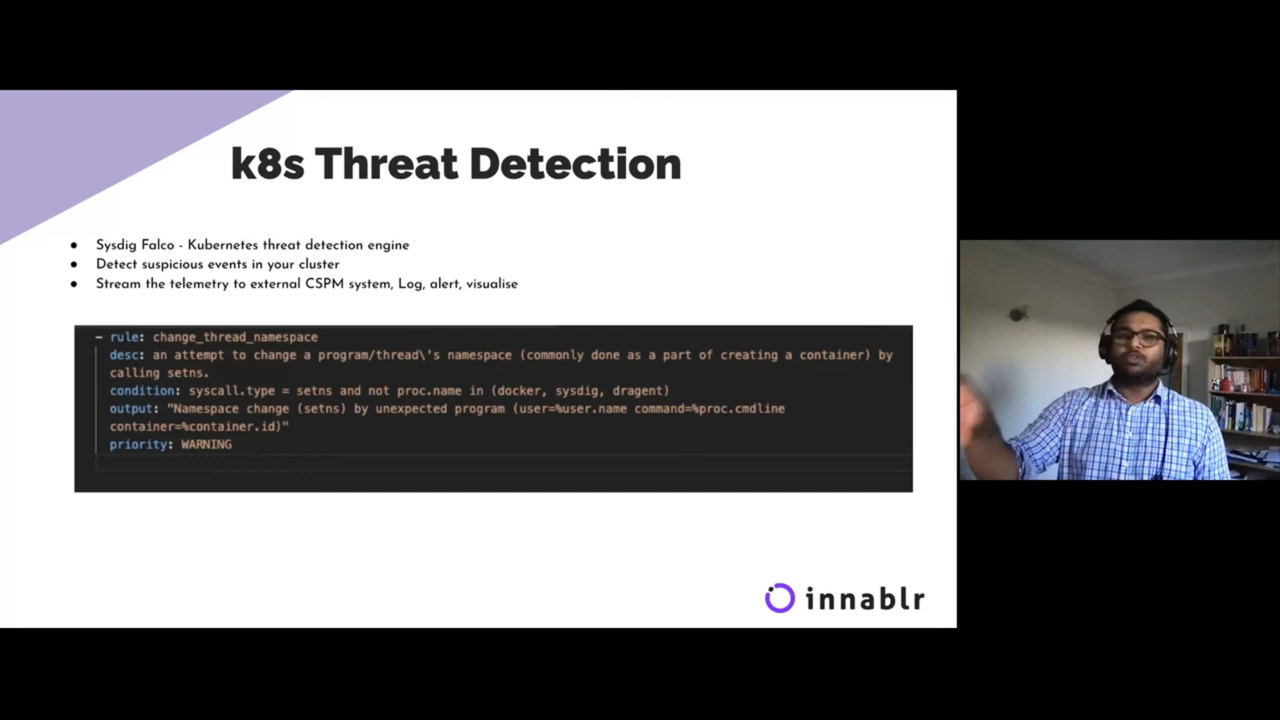 k8s Threat Detection
● Sysdig Falco - Kubernetes threat detection engine
● Detect suspicious events in your cluster
● Stream the telemetry to external CSPM system, Log, alert, visualise
- rule: change_thread_namespace
desc: an attempt to change a program/thread\'s namespace (commonly done as a part of creating a container) by
calling setns.
condition: syscall.type = setns and not proc.name in (docker, sysdig, dragent)
output: "Namespace change (setns) by unexpected program (user=%user.name command=%proc.cmdline
container=%container.id)"
priority: WARNING
innablr